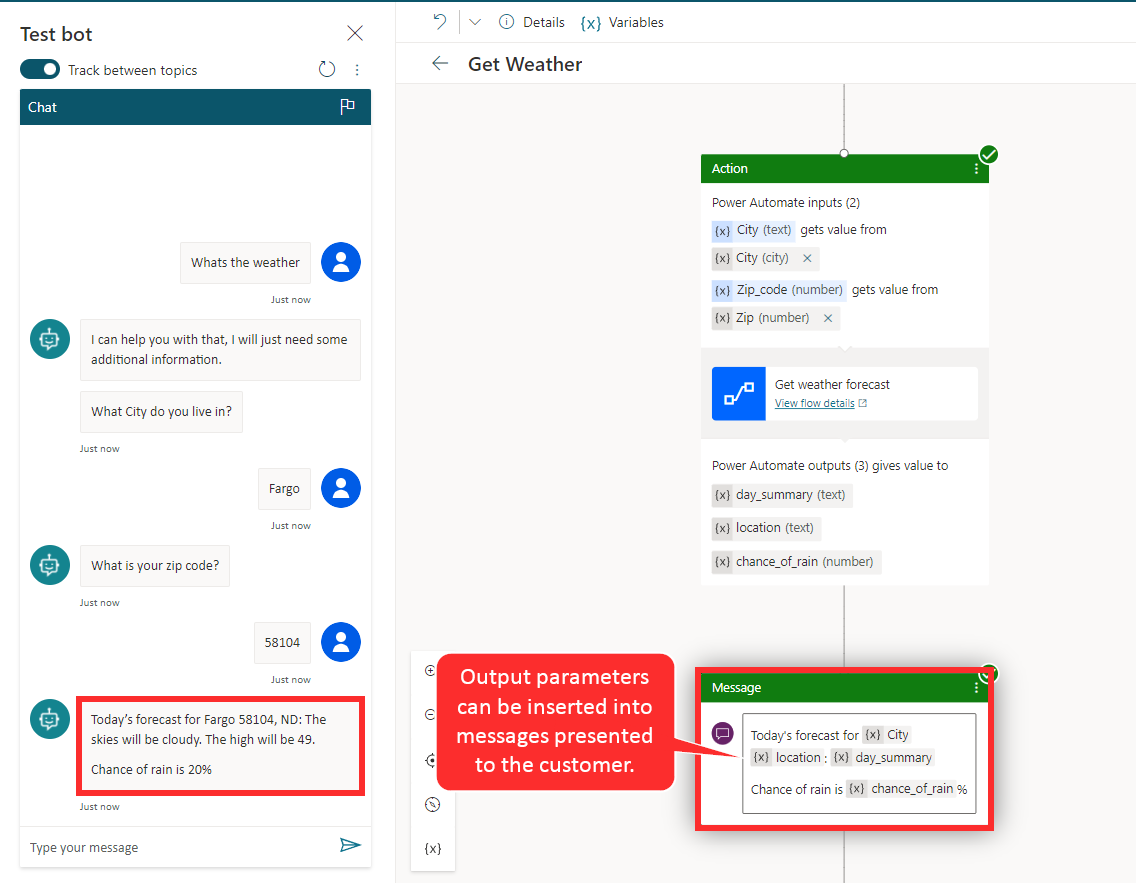 Test bot
Track between topics
Chat
Whats the weather
Just now
I can help you with that, I will just need some
additional information.
What City do you live in?
Just now
Fargo
Just now
What is your zip code?
Just now
58104
Just now
Today's forecast for Fargo 58104, ND: The
skies will be cloudy. The high will be 49.
Chance of rain is 20%
Just now
Type your message
Details
{x} Variables
Get Weather
Action
Power Automate inputs (2)
{x} City (text) gets value from
{x} City (city) ×
{x} Zip_code (number) gets value from
{x} Zip (number) ×
Get weather forecast
View flow details
Power Automate outputs (3) gives value to
{x} day_summary (text)
{x} location (text)
{x} chance_of_rain (number)
{x}
Output parameters
can be inserted into
messages presented
to the customer.
Message
Today's forecast for {x} City
{x} location : {x} day_summary
Chance of rain is {x} chance_of_rain %